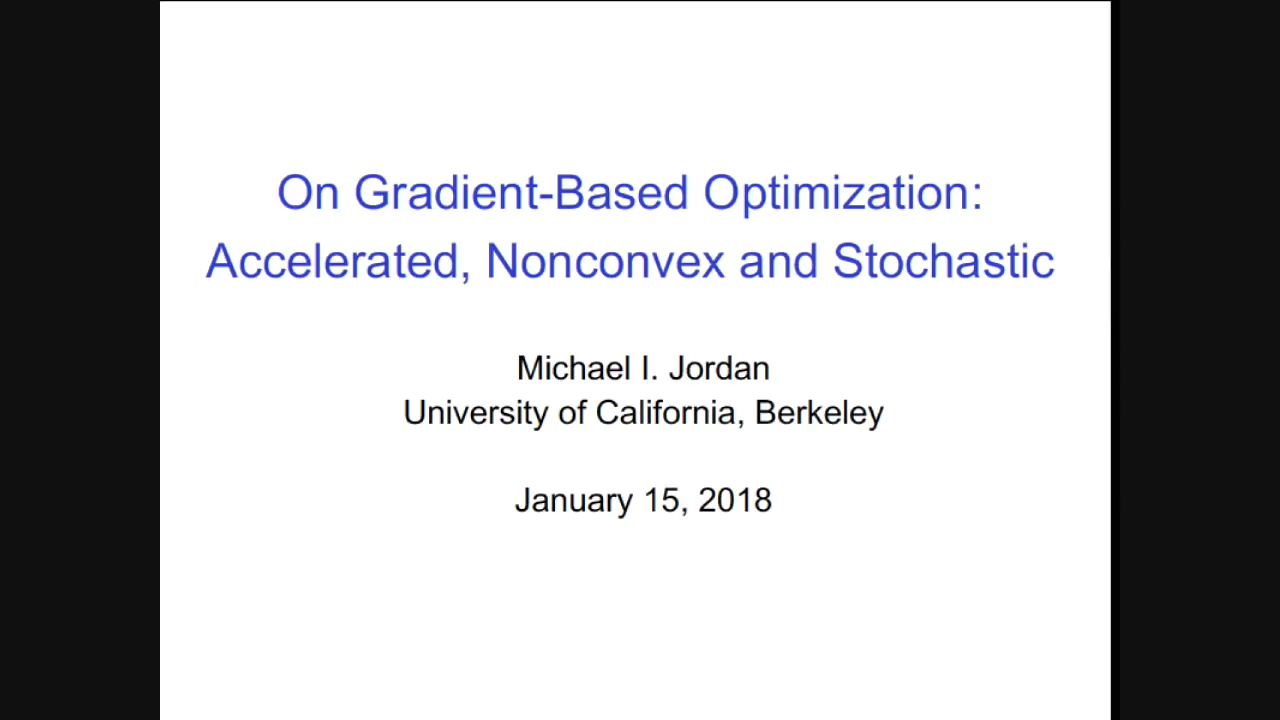 On Gradient-Based Optimization:
Accelerated, Nonconvex and Stochastic
Michael I. Jordan
University of California, Berkeley
January 15, 2018